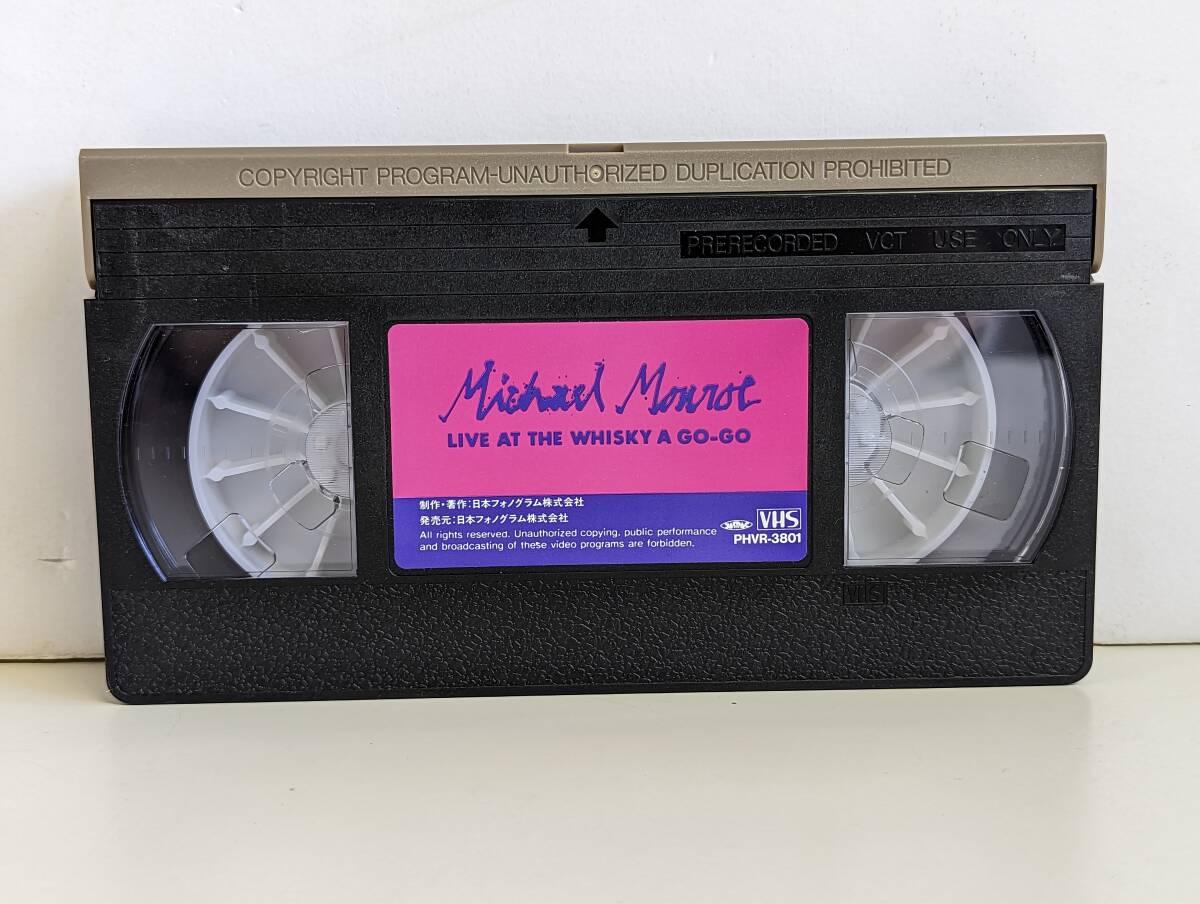 COPYRIGHT PROGRAM-UNAUTHORIZED DUPLICATION PROHIBITED
PRERECORDED VCT USE ONLY
Michael Monroe
LIVE AT THE WHISKY A GO-GO
制作・著作:日本フォノグラム株式会社
発売元:日本フォノグラム株式会社
All rights reserved. Unauthorized copying, public performance
and broadcasting of these video programs are forbidden.
VHS
PHVR-3801
VHS